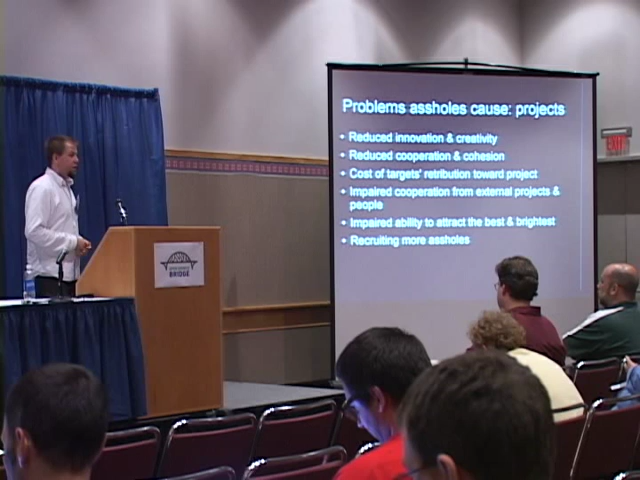 Problems assholes cause: projects
• Reduced innovation & creativity
• Reduced cooperation & cohesion
• Cost of targets' retribution toward project
• Impaired cooperation from external projects &
people
• Impaired ability to attract the best & brightest
• Recruiting more assholes
EXIT
BRIDGE